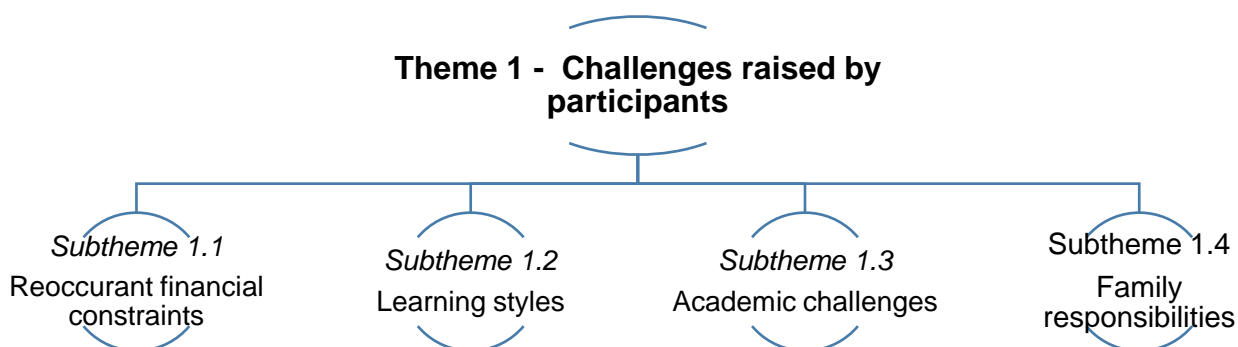 Theme 1 - Challenges raised by
participants
Subtheme 1.1
Reoccurant financial
constraints
Subtheme 1.2
Learning styles
Subtheme 1.3
Academic challenges
Subtheme 1.4
Family
responsibilities